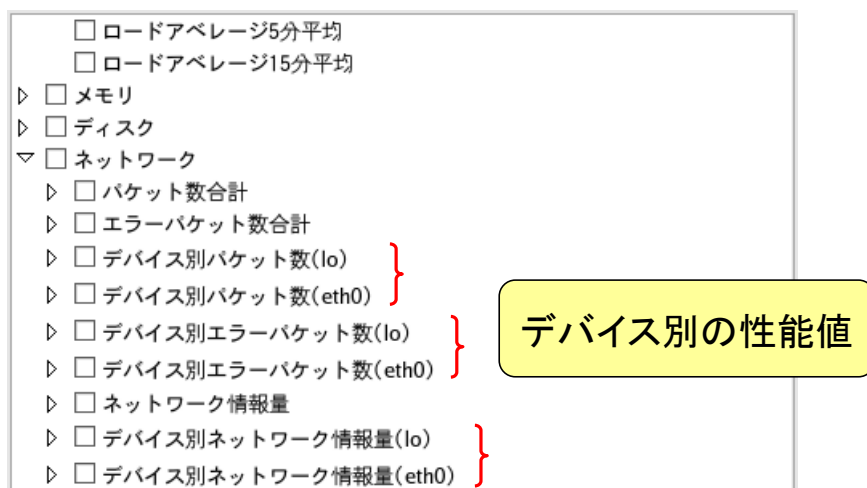 ロードアベレージ5分平均
ロードアベレージ15分平均
メモリ
ディスク
ネットワーク
パケット数合計
エラーパケット数合計
デバイス別パケット数(lo)
デバイス別パケット数(eth0)
デバイス別エラーパケット数(lo)
デバイス別エラーパケット数(eth0)
ネットワーク情報量
デバイス別ネットワーク情報量(lo)
デバイス別ネットワーク情報量(eth0)
デバイス別の性能値